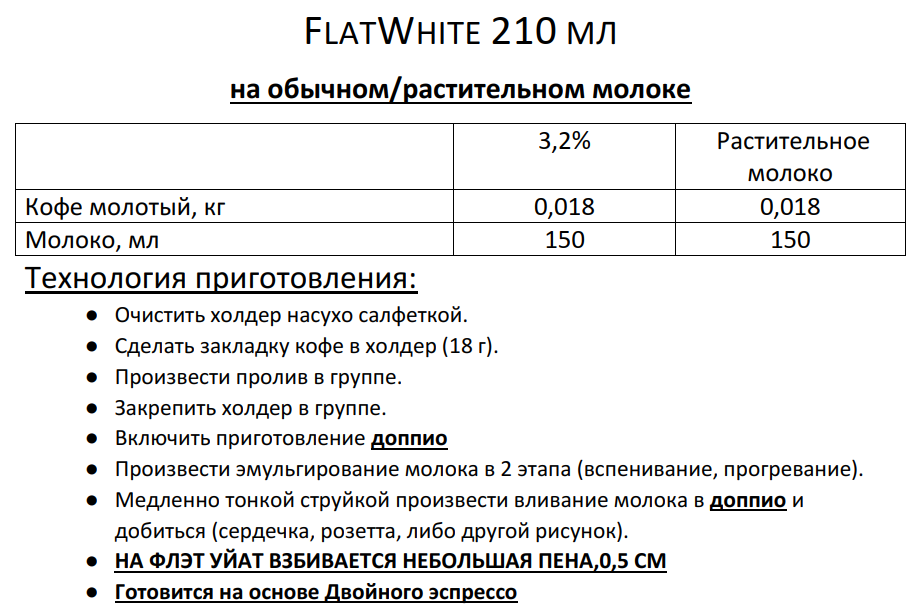 FLATWHITE 210 МЛ
на обычном/растительном молоке
3,2% Растительное
молоко
Кофе молотый, кг 0,018 0,018
Молоко, мл 150 150
Технология приготовления:
● Очистить холдер насухо салфеткой.
● Сделать закладку кофе в холдер (18 г).
● Произвести пролив в группе.
● Закрепить холдер в группе.
● Включить приготовление доппио
● Произвести эмульгирование молока в 2 этапа (вспенивание, прогревание).
● Медленно тонкой струйкой произвести вливание молока в доппио и
добиться (сердечка, розетта, либо другой рисунок).
● НА ФЛЭТ УЙАТ ВЗБИВАЕТСЯ НЕБОЛЬШАЯ ПЕНА,0,5 СМ
● Готовится на основе Двойного эспрессо